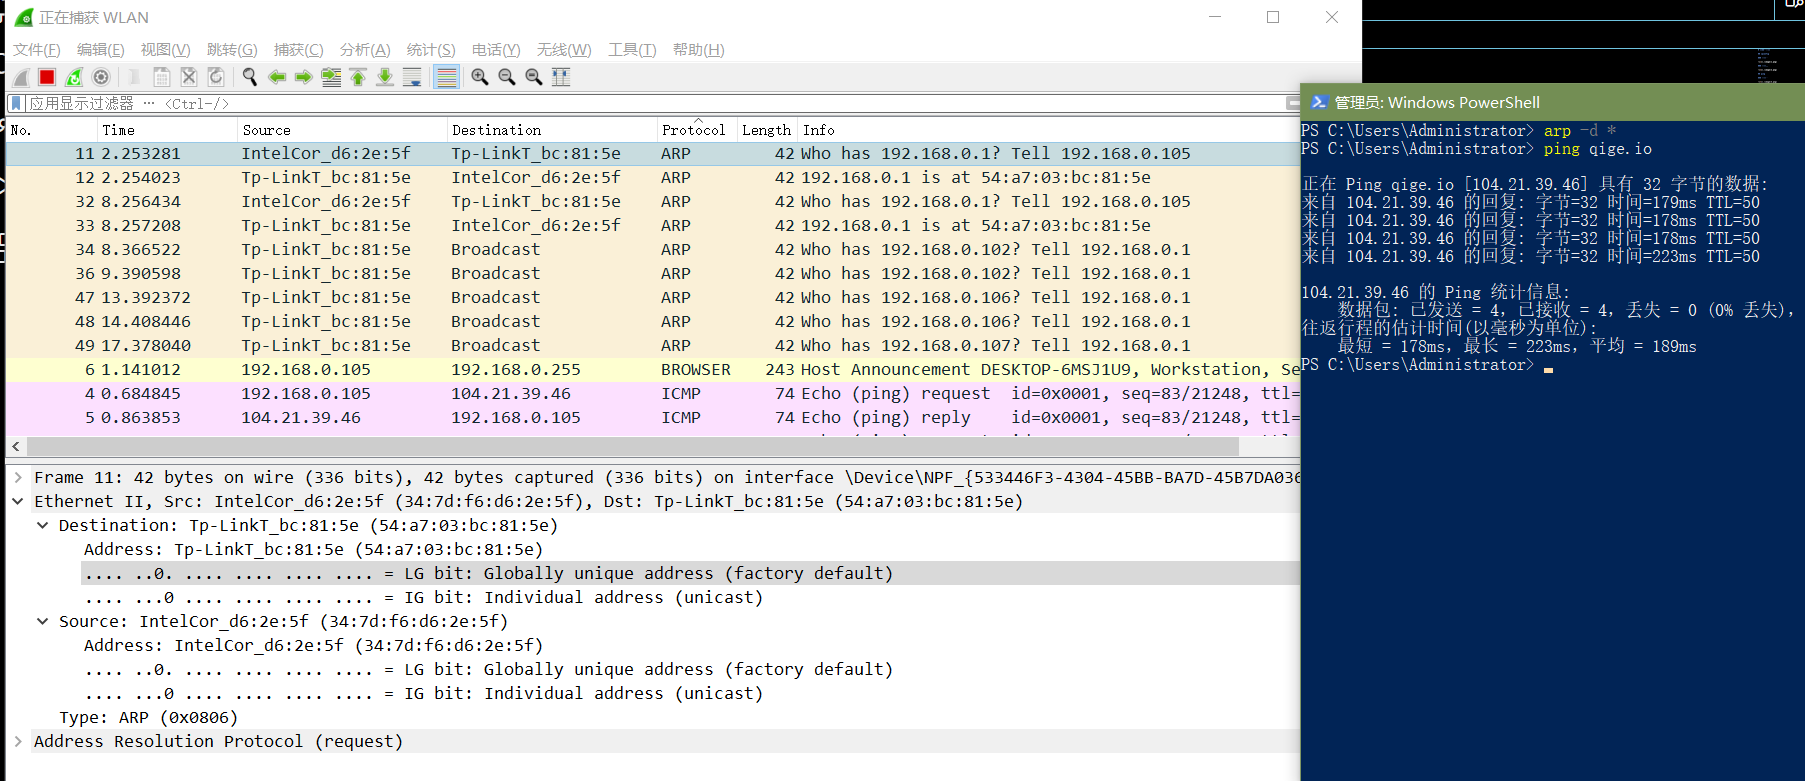 正在捕获 WLAN
文件(F) 编辑(E) 视图(V) 跳转(G) 捕获(C) 分析(A) 统计(S) 电话(Y) 无线(W) 工具(T) 帮助(H)
应用显示过滤器 … <Ctrl-/>
No. Time Source Destination Protocol Length Info
11 2.253281 IntelCor_d6:2e:5f Tp-LinkT_bc:81:5e ARP 42 Who has 192.168.0.1? Tell 192.168.0.105
12 2.254023 Tp-LinkT_bc:81:5e IntelCor_d6:2e:5f ARP 42 192.168.0.1 is at 54:a7:03:bc:81:5e
32 8.256434 IntelCor_d6:2e:5f Tp-LinkT_bc:81:5e ARP 42 Who has 192.168.0.1? Tell 192.168.0.105
33 8.257208 Tp-LinkT_bc:81:5e IntelCor_d6:2e:5f ARP 42 192.168.0.1 is at 54:a7:03:bc:81:5e
34 8.366522 Tp-LinkT_bc:81:5e Broadcast ARP 42 Who has 192.168.0.102? Tell 192.168.0.1
36 9.390598 Tp-LinkT_bc:81:5e Broadcast ARP 42 Who has 192.168.0.102? Tell 192.168.0.1
47 13.392372 Tp-LinkT_bc:81:5e Broadcast ARP 42 Who has 192.168.0.106? Tell 192.168.0.1
48 14.408446 Tp-LinkT_bc:81:5e Broadcast ARP 42 Who has 192.168.0.106? Tell 192.168.0.1
49 17.378040 Tp-LinkT_bc:81:5e Broadcast ARP 42 Who has 192.168.0.107? Tell 192.168.0.1
6 1.141012 192.168.0.105 192.168.0.255 BROWSER 243 Host Announcement DESKTOP-6MSJ1U9, Workstation, Se
4 0.684845 192.168.0.105 104.21.39.46 ICMP 74 Echo (ping) request id=0x0001, seq=83/21248, ttl=
5 0.863853 104.21.39.46 192.168.0.105 ICMP 74 Echo (ping) reply id=0x0001, seq=83/21248, ttl=
Frame 11: 42 bytes on wire (336 bits), 42 bytes captured (336 bits) on interface \Device\NPF_{533446F3-4304-45BB-BA7D-45B7DA036
Ethernet II, Src: IntelCor_d6:2e:5f (34:7d:f6:d6:2e:5f), Dst: Tp-LinkT_bc:81:5e (54:a7:03:bc:81:5e)
Destination: Tp-LinkT_bc:81:5e (54:a7:03:bc:81:5e)
Address: Tp-LinkT_bc:81:5e (54:a7:03:bc:81:5e)
.... ..0. .... .... .... .... = LG bit: Globally unique address (factory default)
.... ...0 .... .... .... .... = IG bit: Individual address (unicast)
Source: IntelCor_d6:2e:5f (34:7d:f6:d6:2e:5f)
Address: IntelCor_d6:2e:5f (34:7d:f6:d6:2e:5f)
.... ..0. .... .... .... .... = LG bit: Globally unique address (factory default)
.... ...0 .... .... .... .... = IG bit: Individual address (unicast)
Type: ARP (0x0806)
Address Resolution Protocol (request)
管理员: Windows PowerShell
PS C:\Users\Administrator> arp -d *
PS C:\Users\Administrator> ping qige.io
正在 Ping qige.io [104.21.39.46] 具有 32 字节的数据:
来自 104.21.39.46 的回复: 字节=32 时间=179ms TTL=50
来自 104.21.39.46 的回复: 字节=32 时间=178ms TTL=50
来自 104.21.39.46 的回复: 字节=32 时间=178ms TTL=50
来自 104.21.39.46 的回复: 字节=32 时间=223ms TTL=50
104.21.39.46 的 Ping 统计信息:
数据包: 已发送 = 4，已接收 = 4，丢失 = 0 (0% 丢失)，
往返行程的估计时间(以毫秒为单位):
最短 = 178ms，最长 = 223ms，平均 = 189ms
PS C:\Users\Administrator>